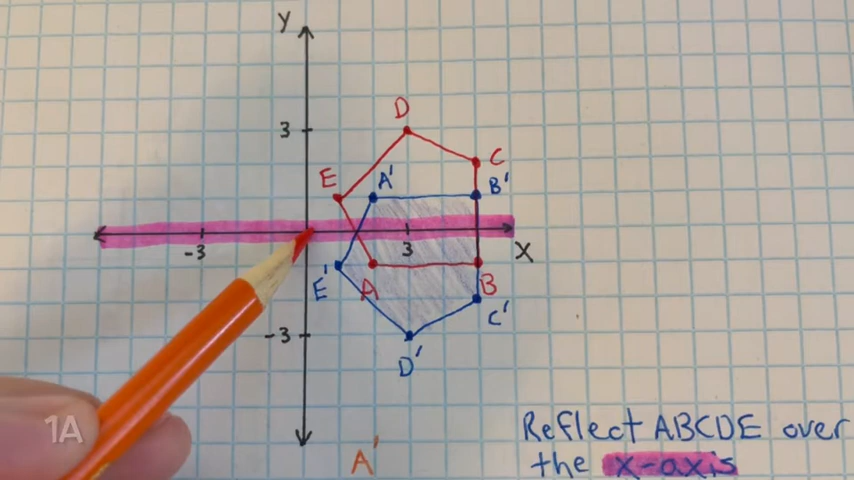 Y
3
D
C
E
A'
B'
-3
3
X
E'
A
B
C'
-3
D'
1A
A'
Reflect ABCDE over
the x-axis